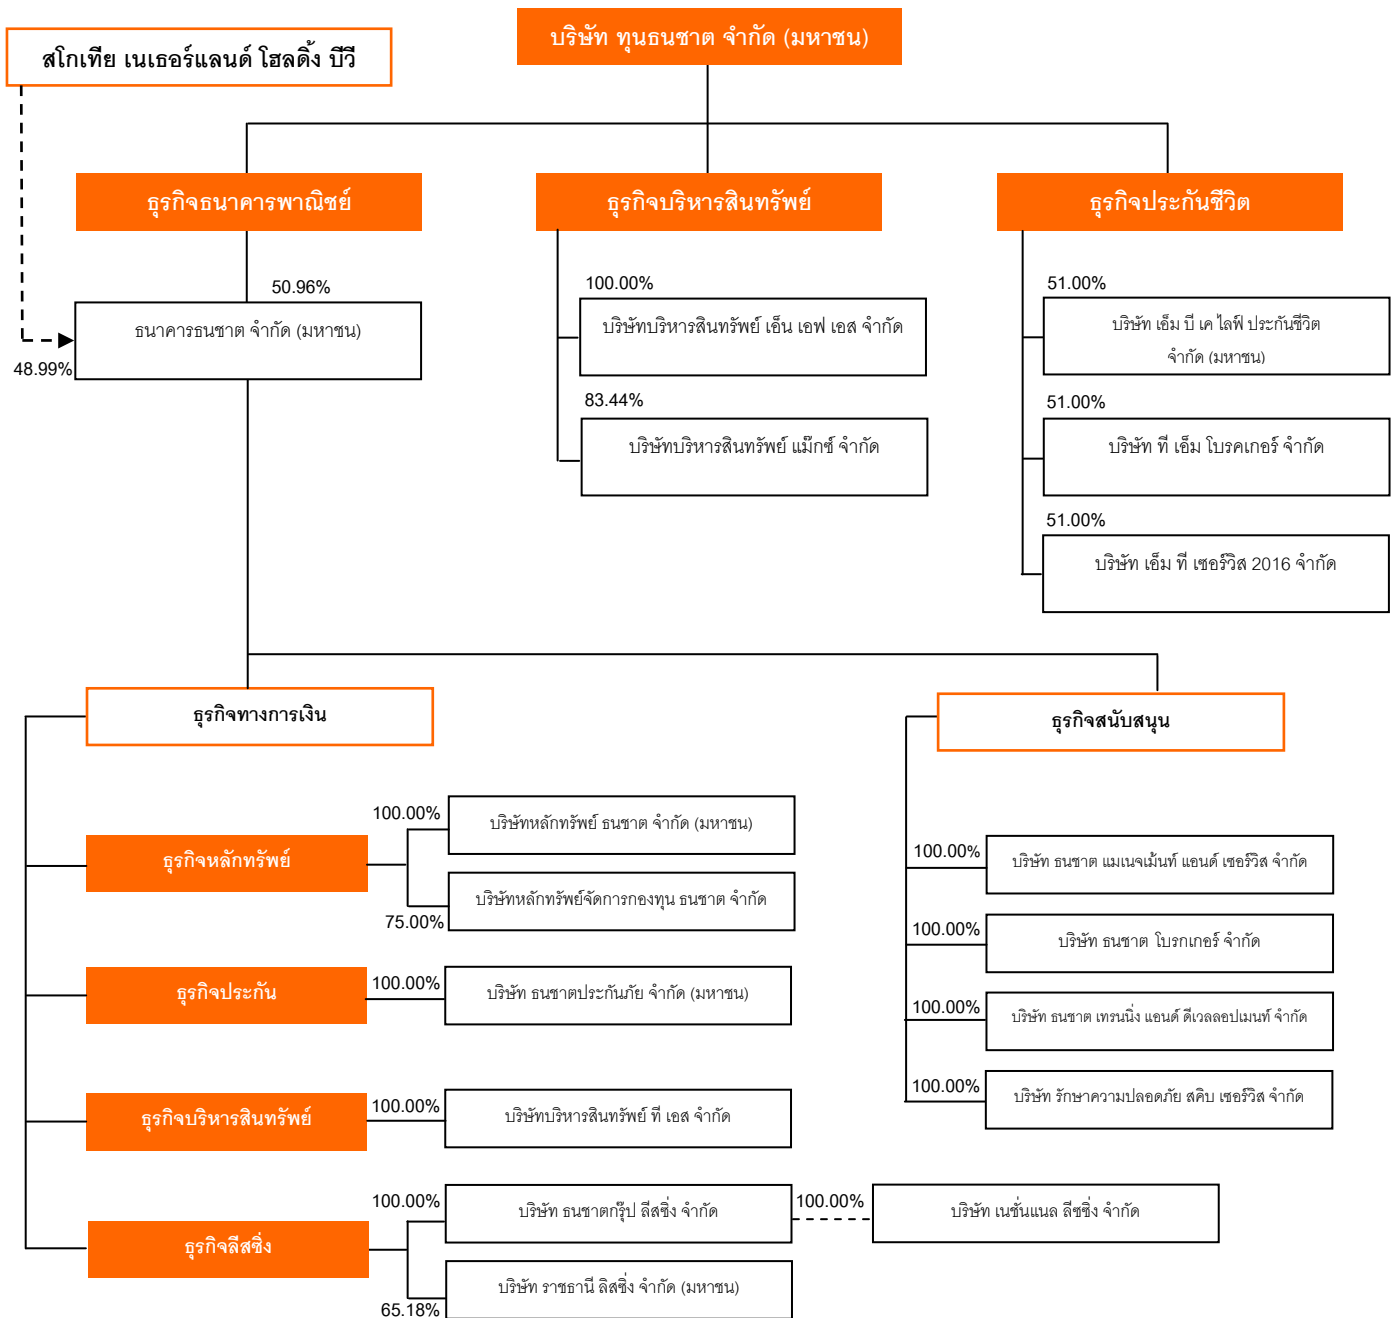 บริษัท ทุนธนชาต จำกัด (มหาชน)
สโกเทีย เนเธอร์แลนด์ โฮลดิ้ง บีวี
ธุรกิจธนาคารพาณิชย์
ธุรกิจบริหารสินทรัพย์
ธุรกิจประกันชีวิต
50.96%
ธนาคารธนชาต จำกัด (มหาชน)
48.99%
100.00%
บริษัทบริหารสินทรัพย์ เอ็น เอฟ เอส จำกัด
83.44%
บริษัทบริหารสินทรัพย์ แม๊กซ์ จำกัด
51.00%
บริษัท เอ็ม บี เค ไลฟ์ ประกันชีวิต
จำกัด (มหาชน)
51.00%
บริษัท ที เอ็ม โบรคเกอร์ จำกัด
51.00%
บริษัท เอ็ม ที เซอร์วิส 2016 จำกัด
ธุรกิจทางการเงิน
ธุรกิจหลักทรัพย์
100.00%
บริษัทหลักทรัพย์ ธนชาต จำกัด (มหาชน)
บริษัทหลักทรัพย์จัดการกองทุน ธนชาต จำกัด
75.00%
ธุรกิจประกัน
100.00%
บริษัท ธนชาตประกันภัย จำกัด (มหาชน)
ธุรกิจบริหารสินทรัพย์
100.00%
บริษัทบริหารสินทรัพย์ ที เอส จำกัด
ธุรกิจลีสซิ่ง
100.00%
บริษัท ธนชาตกรุ๊ป ลีสซิ่ง จำกัด
100.00%
บริษัท เนชั่นแนล ลีซซิ่ง จำกัด
บริษัท ราชธานี ลิสซิ่ง จำกัด (มหาชน)
65.18%
ธุรกิจสนับสนุน
100.00%
บริษัท ธนชาต แมเนจเม้นท์ แอนด์ เซอร์วิส จำกัด
100.00%
บริษัท ธนชาต โบรกเกอร์ จำกัด
100.00%
บริษัท ธนชาต เทรนนิ่ง แอนด์ ดีเวลลอปเมนท์ จำกัด
100.00%
บริษัท รักษาความปลอดภัย สคิบ เซอร์วิส จำกัด